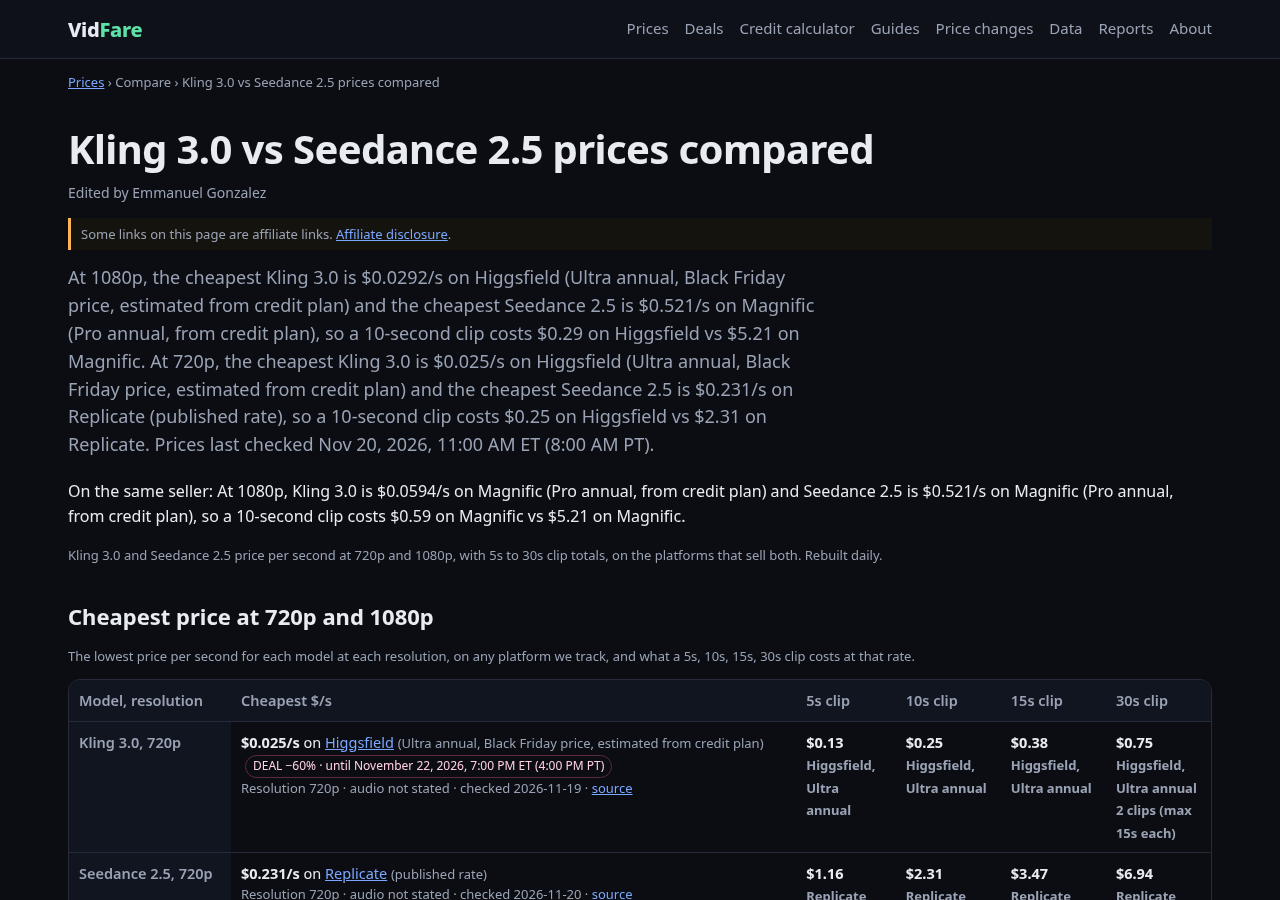 VidFare
Prices Deals Credit calculator Guides Price changes Data Reports About
Prices › Compare › Kling 3.0 vs Seedance 2.5 prices compared
Kling 3.0 vs Seedance 2.5 prices compared
Edited by Emmanuel Gonzalez
Some links on this page are affiliate links. Affiliate disclosure.
At 1080p, the cheapest Kling 3.0 is $0.0292/s on Higgsfield (Ultra annual, Black Friday
price, estimated from credit plan) and the cheapest Seedance 2.5 is $0.521/s on Magnific
(Pro annual, from credit plan), so a 10-second clip costs $0.29 on Higgsfield vs $5.21 on
Magnific. At 720p, the cheapest Kling 3.0 is $0.025/s on Higgsfield (Ultra annual, Black
Friday price, estimated from credit plan) and the cheapest Seedance 2.5 is $0.231/s on
Replicate (published rate), so a 10-second clip costs $0.25 on Higgsfield vs $2.31 on
Replicate. Prices last checked Nov 20, 2026, 11:00 AM ET (8:00 AM PT).
On the same seller: At 1080p, Kling 3.0 is $0.0594/s on Magnific (Pro annual, from credit plan) and Seedance 2.5 is $0.521/s on Magnific (Pro annual,
from credit plan), so a 10-second clip costs $0.59 on Magnific vs $5.21 on Magnific.
Kling 3.0 and Seedance 2.5 price per second at 720p and 1080p, with 5s to 30s clip totals, on the platforms that sell both. Rebuilt daily.
Cheapest price at 720p and 1080p
The lowest price per second for each model at each resolution, on any platform we track, and what a 5s, 10s, 15s, 30s clip costs at that rate.
Model, resolution Cheapest $/s 5s clip 10s clip 15s clip 30s clip
Kling 3.0, 720p $0.025/s on Higgsfield (Ultra annual, Black Friday price, estimated from credit plan) $0.13 $0.25 $0.38 $0.75
DEAL −60% · until November 22, 2026, 7:00 PM ET (4:00 PM PT) Higgsfield, Higgsfield, Higgsfield, Higgsfield,
Resolution 720p · audio not stated · checked 2026-11-19 · source Ultra Ultra annual Ultra annual Ultra annual
annual 2 clips (max
15s each)
Seedance 2.5, 720p $0.231/s on Replicate (published rate) $1.16 $2.31 $3.47 $6.94
Resolution 720p · audio not stated · checked 2026-11-20 · source Replicate Replicate Replicate Replicate